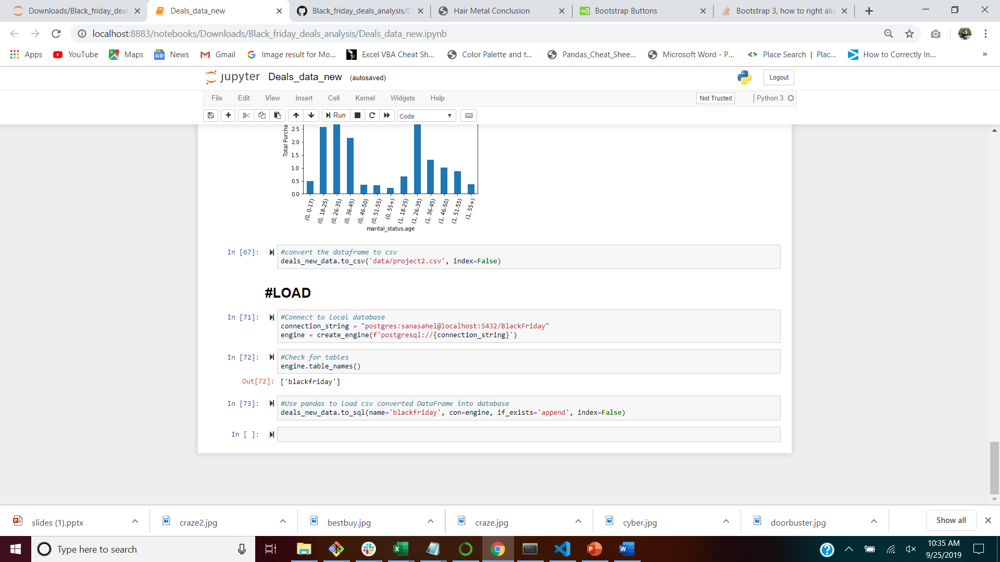 Downloads/Black_friday_deal
Deals_data_new
Black_friday_deals_analysis/D
Hair Metal Conclusion
Bootstrap Buttons
Bootstrap 3, how to right alig
localhost:8883/notebooks/Downloads/Black_friday_deals_analysis/Deals_data_new.ipynb
Apps
YouTube
Maps
News
Gmail
Image result for Mo...
Excel VBA Cheat Sh...
Color Palette and t...
Pandas_Cheat_Shee...
Microsoft Word - P...
Place Search | Plac...
How to Correctly In...
»
jupyter Deals_data_new (autosaved)
Logout
File Edit View Insert Cell Kernel Widgets Help
Not Trusted
Python 3
Run
Code
Total Purcha
2.5
2.0
1.5
1.0
0.5
0.0
(0, 0-17)
(0, 18-25)
(0, 26-35)
(0, 36-45)
(0, 46-50)
(0, 51-55)
(0, 55+)
(1, 18-25)
(1, 26-35)
(1, 36-45)
(1, 46-50)
(1, 51-55)
(1, 55+)
marital_status,age
In [67]:
#convert the dataframe to csv
deals_new_data.to_csv('data/project2.csv', index=False)
#LOAD
In [71]:
#Connect to local database
connection_string = "postgres:sanasahel@localhost:5432/BlackFriday"
engine = create_engine(f'postgresql://{connection_string}')
In [72]:
#Check for tables
engine.table_names()
Out[72]: ['blackfriday']
In [73]:
#Use pandas to load csv converted DataFrame into database
deals_new_data.to_sql(name='blackfriday', con=engine, if_exists='append', index=False)
In [ ]:
slides (1).pptx
craze2.jpg
bestbuy.jpg
craze.jpg
cyber.jpg
doorbuster.jpg
Show all
Type here to search
10:35 AM
9/25/2019